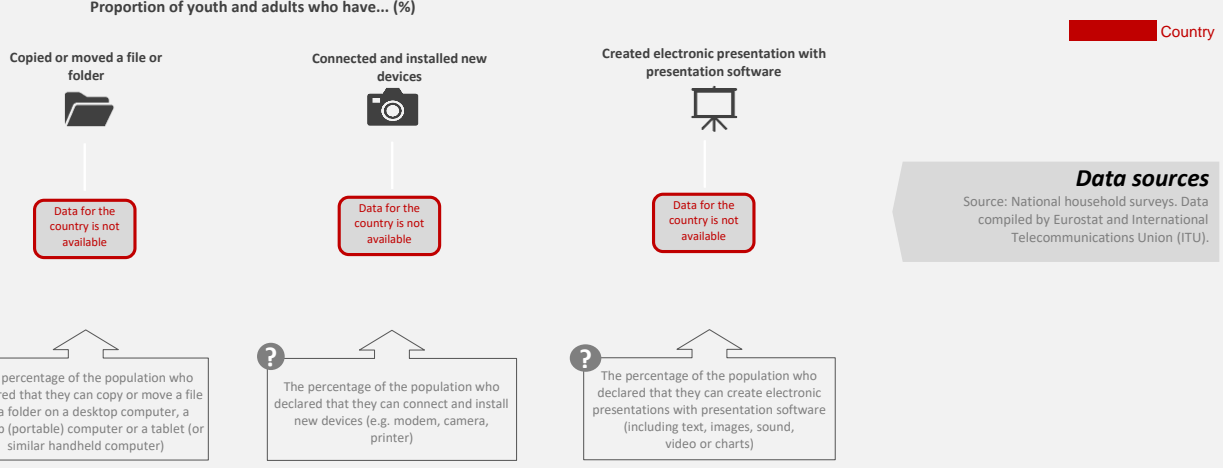 Proportion of youth and adults who have... (%)
Country
Copied or moved a file or
folder
Connected and installed new
devices
Created electronic presentation with
presentation software
Data for the
country is not
available
Data for the
country is not
available
Data for the
country is not
available
Data sources
Source: National household surveys. Data
compiled by Eurostat and International
Telecommunications Union (ITU).
percentage of the population who
red that they can copy or move a file
a folder on a desktop computer, a
p (portable) computer or a tablet (or
similar handheld computer)
?
The percentage of the population who
declared that they can connect and install
new devices (e.g. modem, camera,
printer)
?
The percentage of the population who
declared that they can create electronic
presentations with presentation software
(including text, images, sound,
video or charts)